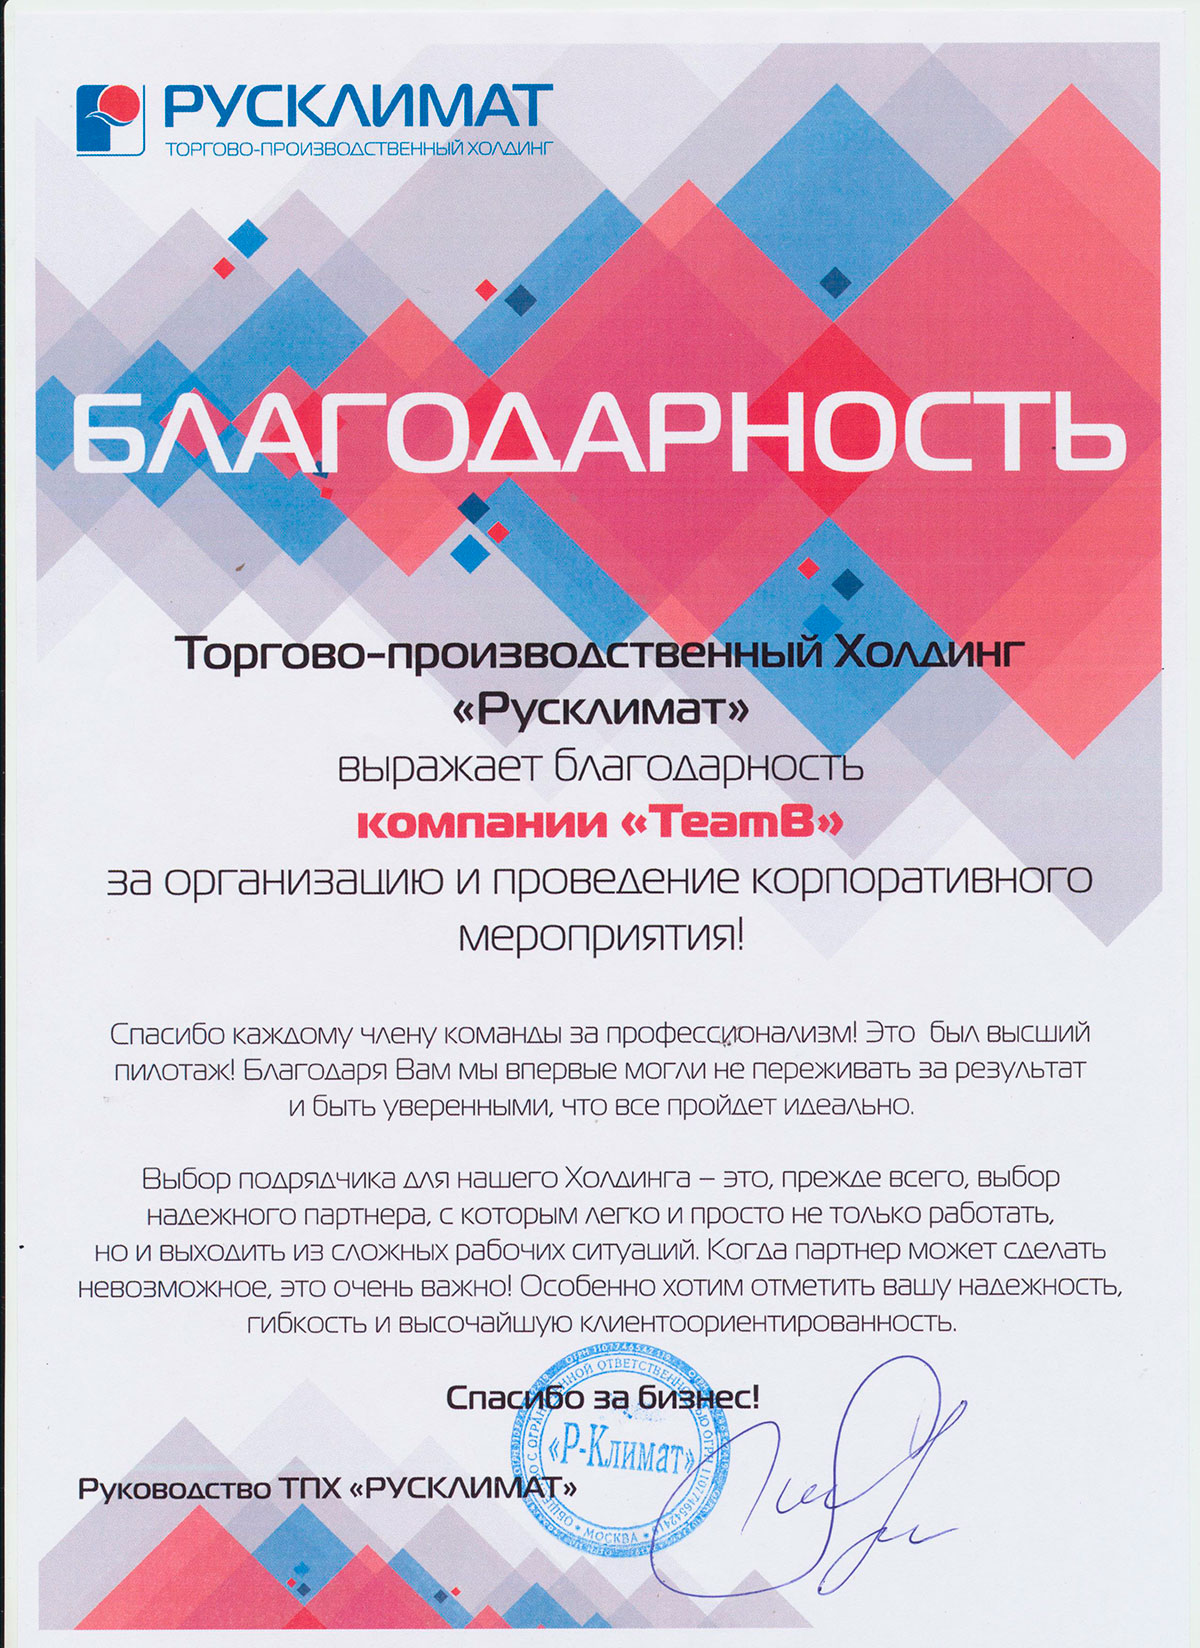 РУСКЛИМАТ
ТОРГОВО-ПРОИЗВОДСТВЕННЫЙ ХОЛДИНГ
БЛАГОДАРНОСТЬ
Торгово-производственный Холдинг
«Русклимат»
выражает благодарность
компании «TeamB»
за организацию и проведение корпоративного
мероприятия!
Спасибо каждому члену команды за профессионализм! Это был высший
пилотаж! Благодаря Вам мы впервые могли не переживать за результат
и быть уверенными, что все пройдет идеально.
Выбор подрядчика для нашего Холдинга – это, прежде всего, выбор
надежного партнера, с которым легко и просто не только работать,
но и выходить из сложных рабочих ситуаций. Когда партнер может сделать
невозможное, это очень важно! Особенно хотим отметить вашу надежность,
гибкость и высочайшую клиентоориентированность.
Спасибо за бизнес!
Руководство ТПХ «РУСКЛИМАТ»
«Р-Климат»
ОБЩЕСТВО С ОГРАНИЧЕННОЙ ОТВЕТСТВЕННОСТЬЮ
МОСКВА